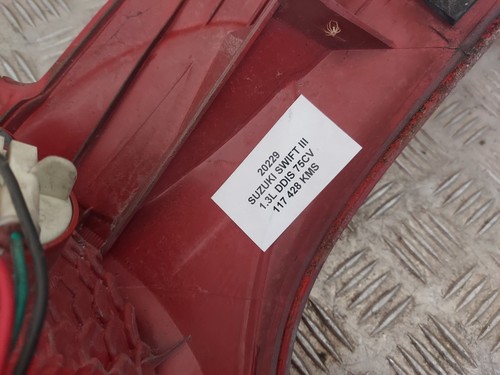 20229
SUZUKI SWIFT III
1.3L DDIS 75CV
117 428 KMS